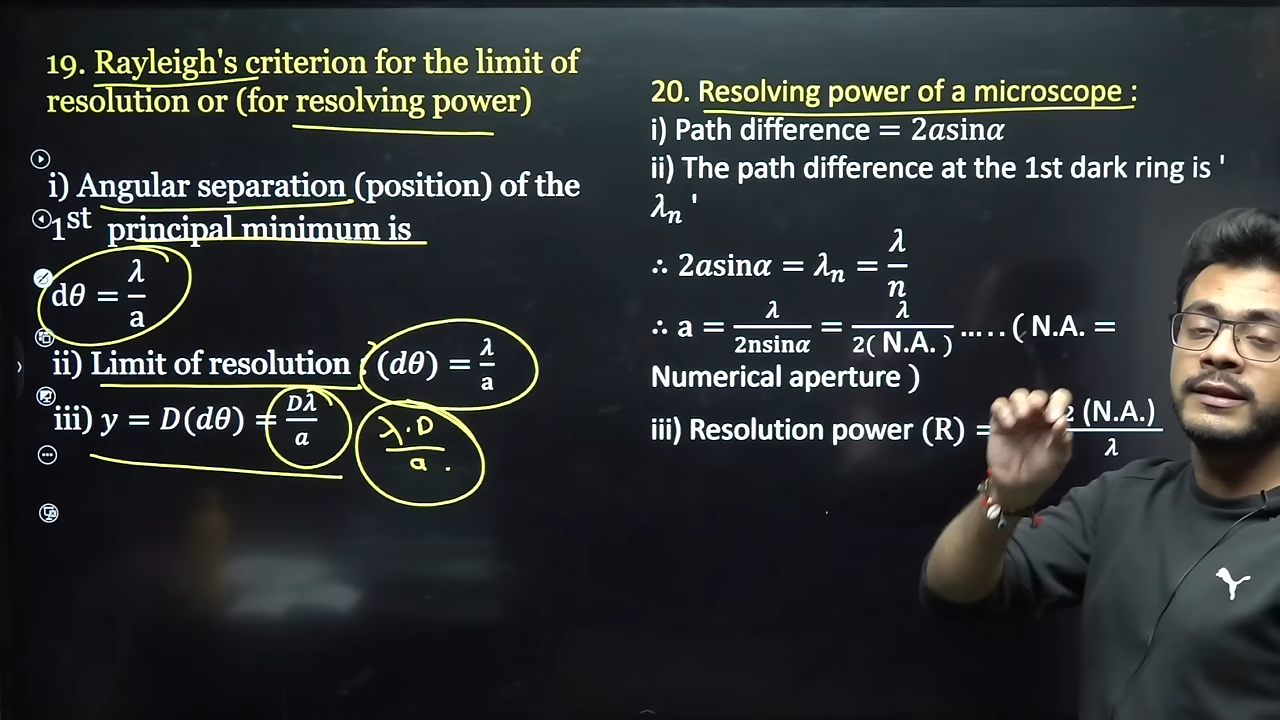 19. Rayleigh's criterion for the limit of
resolution or (for resolving power)
i) Angular separation (position) of the
1st principal minimum is
dθ = λ/a
ii) Limit of resolution : (dθ) = λ/a
iii) y = D(dθ) = Dλ/a
λ.D/a.
20. Resolving power of a microscope :
i) Path difference = 2asinα
ii) The path difference at the 1st dark ring is '
λₙ '
∴ 2asinα = λₙ = λ/n
∴ a = λ/2nsinα = λ/2( N.A. ) ..... ( N.A. =
Numerical aperture )
iii) Resolution power (R) = 2 (N.A.)/λ